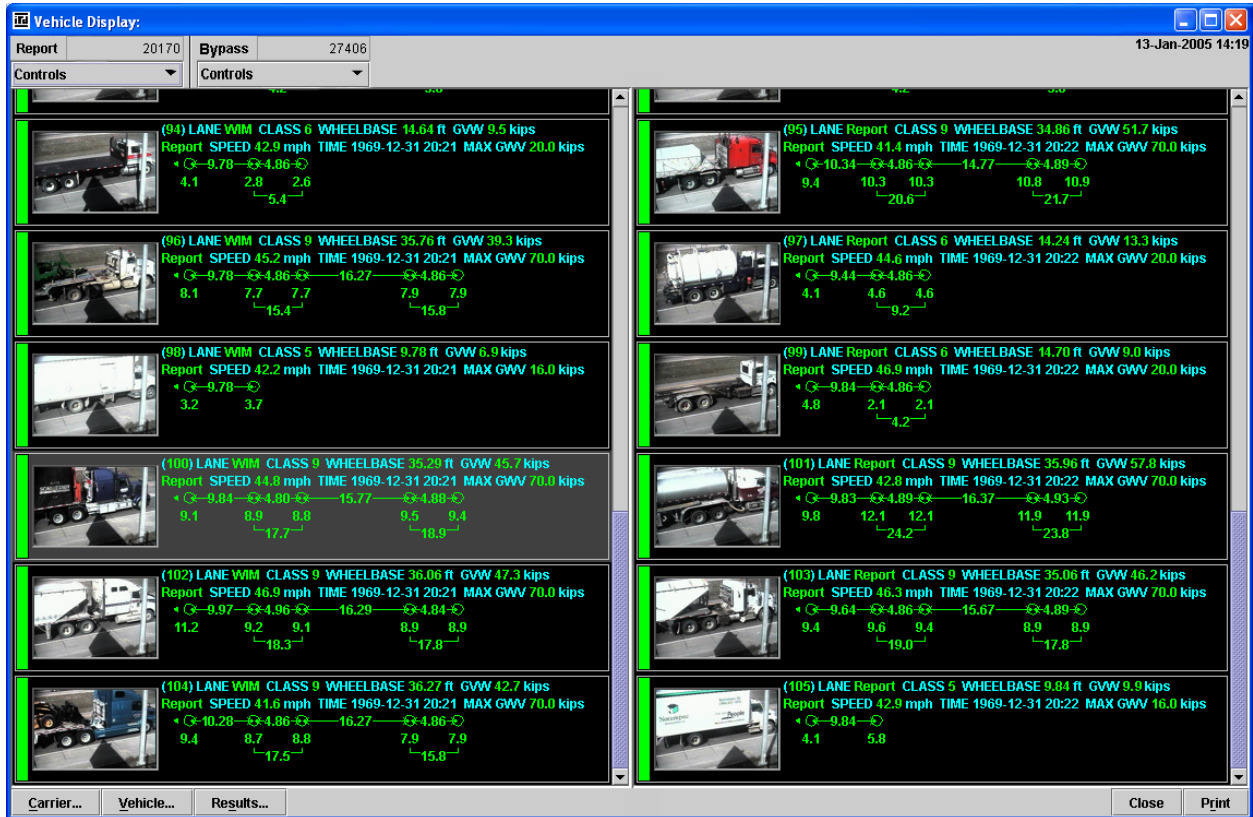 Vehicle Display:
Report 20170 Bypass 27406 13-Jan-2005 14:19
Controls Controls
(94) LANE WIM CLASS 6 WHEELBASE 14.64 ft GVW 9.5 kips
Report SPEED 42.9 mph TIME 1969-12-31 20:21 MAX GWV 20.0 kips
9.78 4.86
4.1 2.8 2.6
5.4
(96) LANE WIM CLASS 9 WHEELBASE 35.76 ft GVW 39.3 kips
Report SPEED 45.2 mph TIME 1969-12-31 20:21 MAX GVW 70.0 kips
9.78 4.86 16.27 4.86
8.1 7.7 7.7 7.9 7.9
15.4 15.8
(98) LANE WIM CLASS 5 WHEELBASE 9.78 ft GVW 6.9 kips
Report SPEED 42.2 mph TIME 1969-12-31 20:21 MAX GWV 16.0 kips
9.78
3.2 3.7
(100) LANE WIM CLASS 9 WHEELBASE 35.29 ft GVW 45.7 kips
Report SPEED 44.8 mph TIME 1969-12-31 20:21 MAX GWV 70.0 kips
9.84 4.80 15.77 4.88
9.1 8.9 8.8 9.5 9.4
17.7 18.9
(102) LANE WIM CLASS 9 WHEELBASE 36.06 ft GVW 47.3 kips
Report SPEED 46.9 mph TIME 1969-12-31 20:21 MAX GWV 70.0 kips
9.97 4.96 16.29 4.84
11.2 9.2 9.1 8.9 8.9
18.3 17.8
(104) LANE WIM CLASS 9 WHEELBASE 36.27 ft GVW 42.7 kips
Report SPEED 41.6 mph TIME 1969-12-31 20:21 MAX GWV 70.0 kips
10.28 4.86 16.27 4.86
9.4 8.7 8.8 7.9 7.9
17.5 15.8
(95) LANE Report CLASS 9 WHEELBASE 34.86 ft GVW 51.7 kips
Report SPEED 41.4 mph TIME 1969-12-31 20:22 MAX GWV 70.0 kips
10.34 4.86 14.77 4.89
9.4 10.3 10.3 10.8 10.9
20.6 21.7
(97) LANE Report CLASS 6 WHEELBASE 14.24 ft GVW 13.3 kips
Report SPEED 44.6 mph TIME 1969-12-31 20:22 MAX GWV 20.0 kips
9.44 4.86
4.1 4.6 4.6
9.2
(99) LANE Report CLASS 6 WHEELBASE 14.70 ft GVW 9.0 kips
Report SPEED 46.9 mph TIME 1969-12-31 20:22 MAX GWV 20.0 kips
9.84 4.86
4.8 2.1 2.1
4.2
(101) LANE Report CLASS 9 WHEELBASE 35.96 ft GVW 57.8 kips
Report SPEED 42.8 mph TIME 1969-12-31 20:22 MAX GWV 70.0 kips
9.83 4.89 16.37 4.93
9.8 12.1 12.1 11.9 11.9
24.2 23.8
(103) LANE Report CLASS 9 WHEELBASE 35.06 ft GVW 46.2 kips
Report SPEED 46.3 mph TIME 1969-12-31 20:22 MAX GWV 70.0 kips
9.64 4.86 15.67 4.89
9.4 9.6 9.4 8.9 8.9
19.0 17.8
(105) LANE Report CLASS 5 WHEELBASE 9.84 ft GVW 9.9 kips
Report SPEED 42.9 mph TIME 1969-12-31 20:22 MAX GWV 16.0 kips
9.84
4.1 5.8
People
Carrier... Vehicle... Results... Close Print